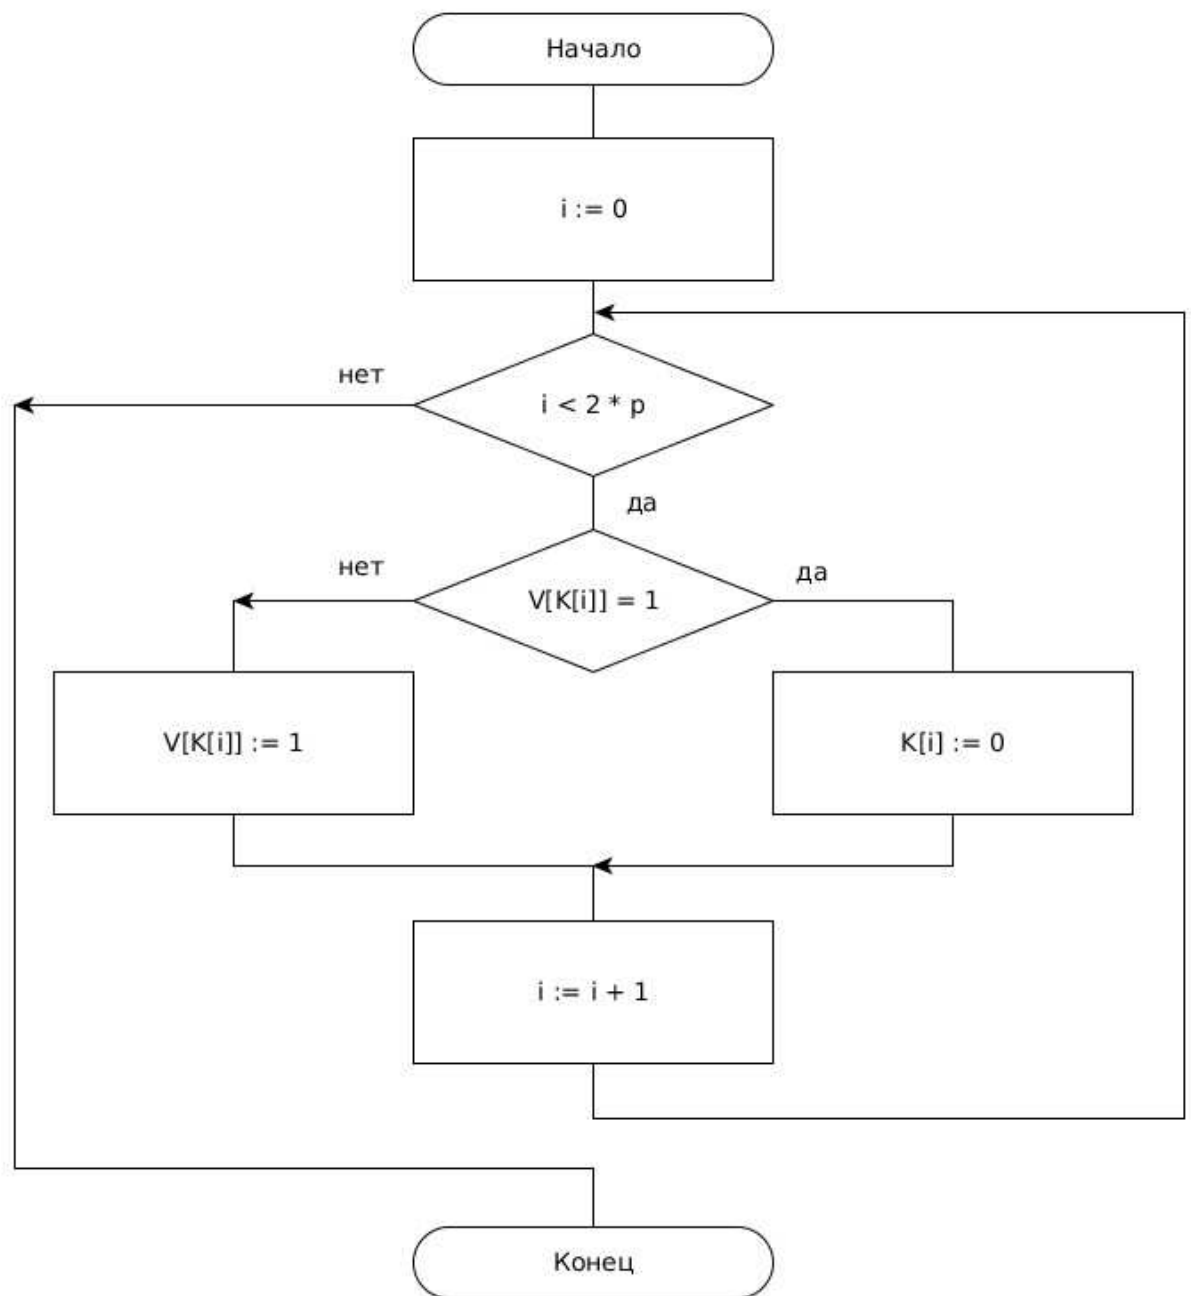 Начало
i := 0
нет
i < 2 * p
да
нет
да
V[K[i]] = 1
V[K[i]] := 1
K[i] := 0
i := i + 1
Конец